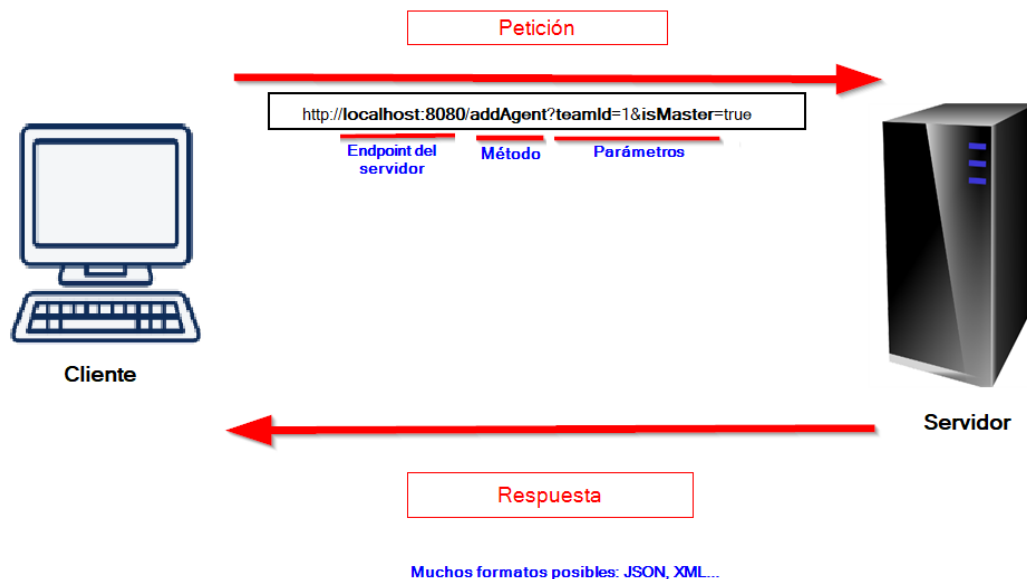 Petición
http://localhost:8080/addAgent?teamId=1&isMaster=true
Endpoint del
servidor
Método
Parámetros
Cliente
Servidor
Respuesta
Muchos formatos posibles: JSON, XML...